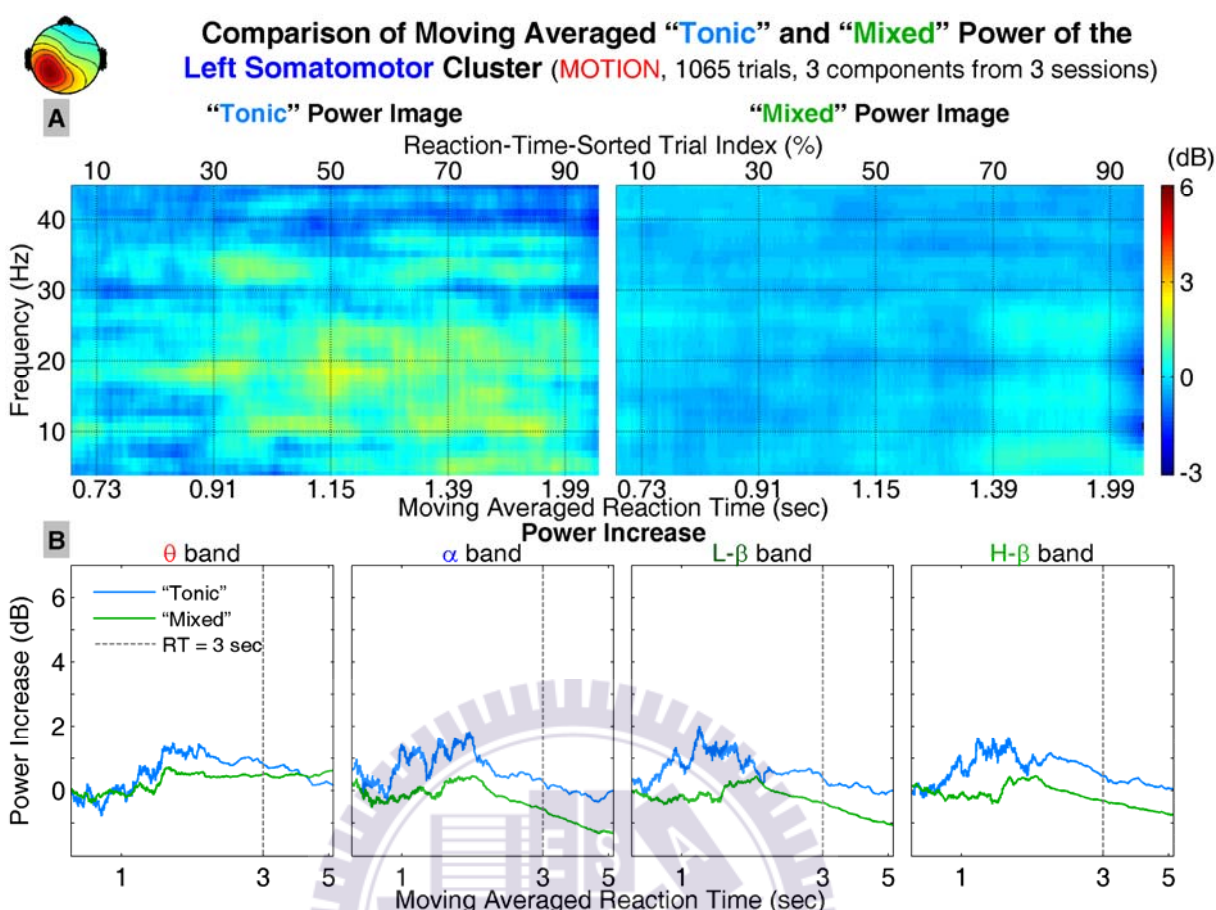 Comparison of Moving Averaged “Tonic” and “Mixed” Power of the
Left Somatomotor Cluster (MOTION, 1065 trials, 3 components from 3 sessions)
A
“Tonic” Power Image
“Mixed” Power Image
Reaction-Time-Sorted Trial Index (%)
10 30 50 70 90 10 30 50 70 90
(dB)
Frequency (Hz)
40
30
20
10
6
3
0
-3
0.73 0.91 1.15 1.39 1.99 0.73 0.91 1.15 1.39 1.99
Moving Averaged Reaction Time (sec)
B
Power Increase
θ band
α band
L-β band
H-β band
Power Increase (dB)
6
4
2
0
“Tonic”
“Mixed”
RT = 3 sec
1 3 5 1 3 5 1 3 5 1 3 5
Moving Averaged Reaction Time (sec)
E S A